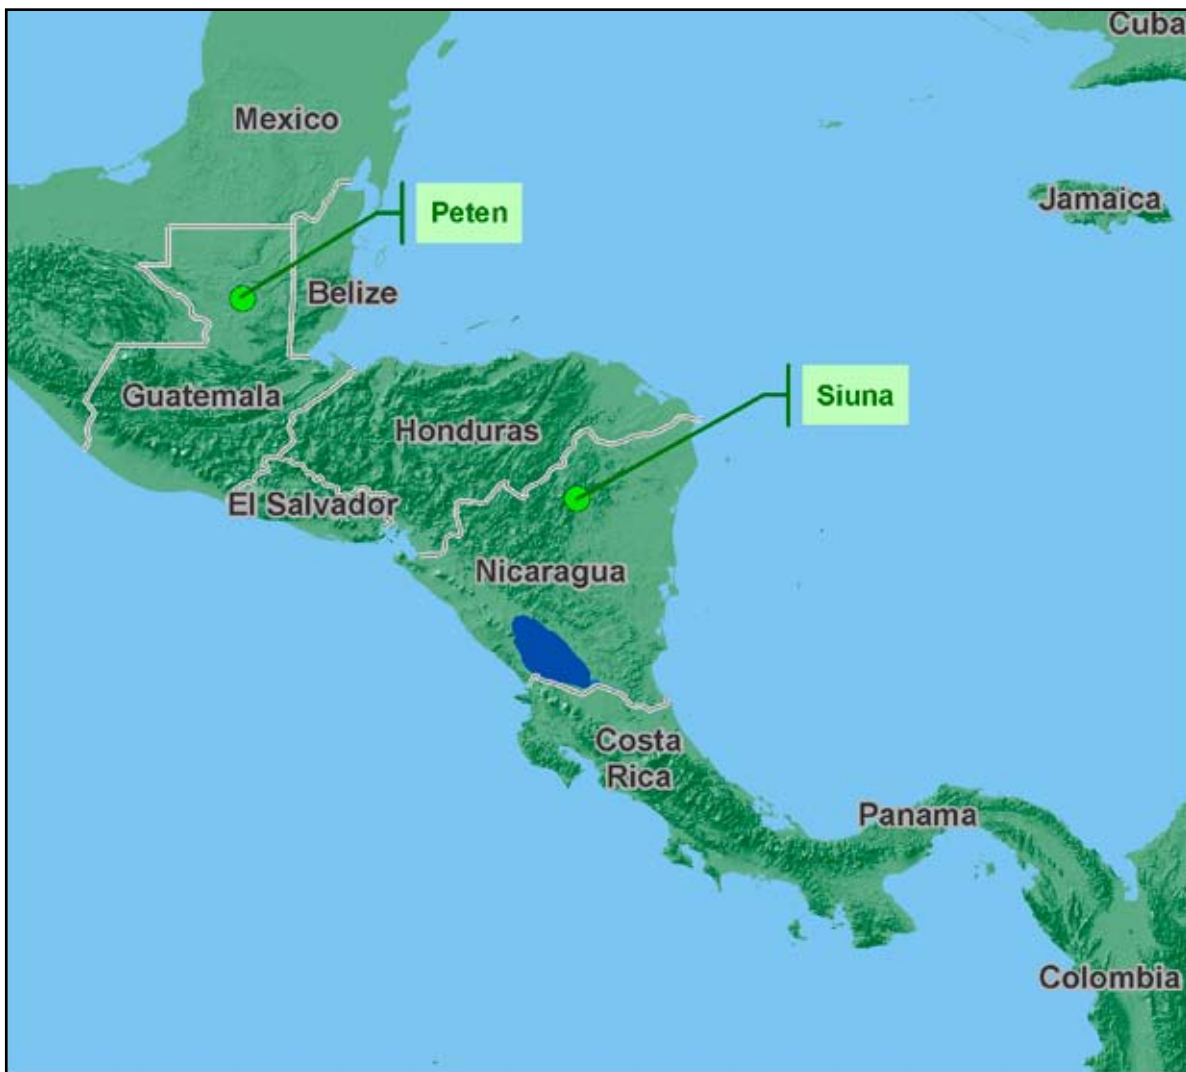 Cuba
Mexico
Jamaica
Peten
Belize
Siuna
Guatemala
Honduras
El Salvador
Nicaragua
Costa
Rica
Panama
Colombia